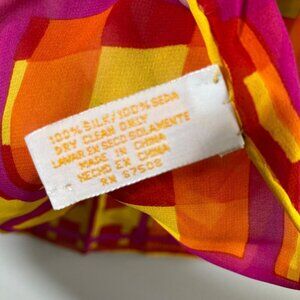 100% SILK/100% SEDA
DRY CLEAN ONLY
LAVAR EN SECO SOLAMENTE
MADE IN CHINA
HECHO EN CHINA
RN 67502